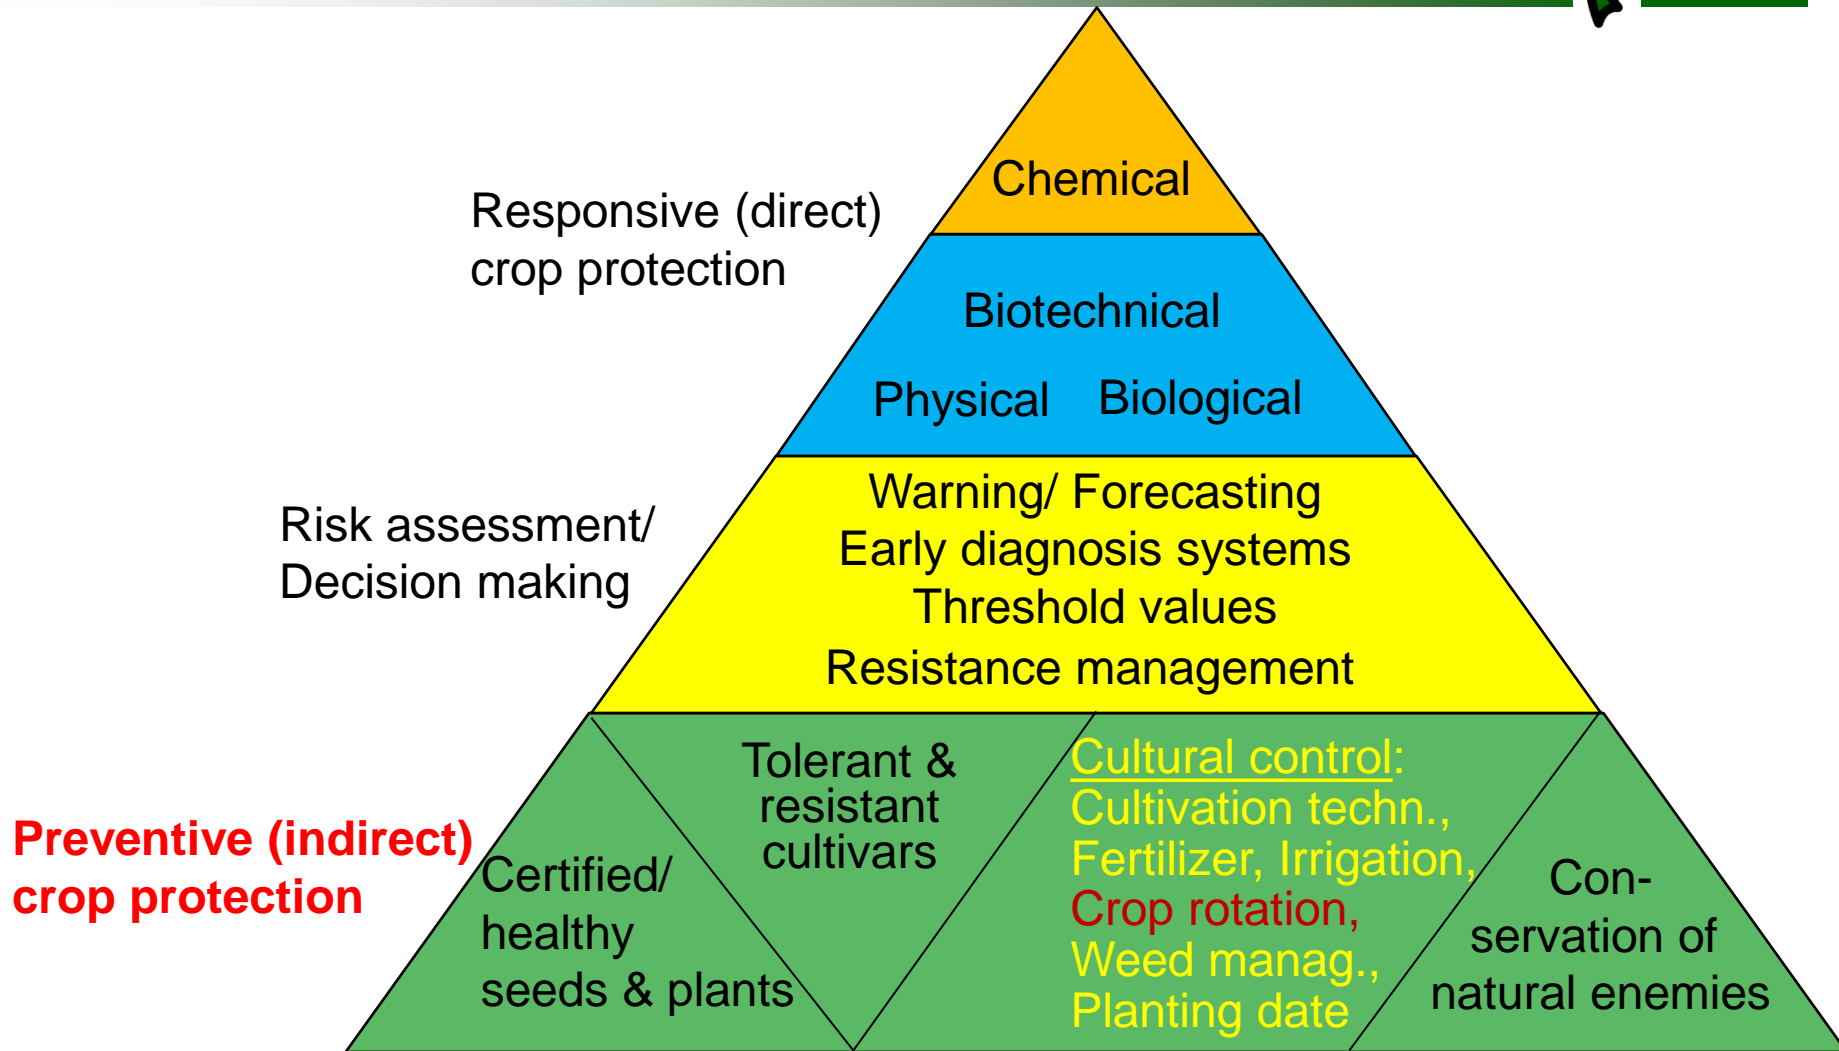 Chemical
Responsive (direct)
crop protection
Biotechnical
Physical Biological
Warning/ Forecasting
Early diagnosis systems
Threshold values
Resistance management
Risk assessment/
Decision making
Preventive (indirect)
crop protection
Certified/
healthy
seeds & plants
Tolerant &
resistant
cultivars
Cultural control:
Cultivation techn.,
Fertilizer, Irrigation,
Crop rotation,
Weed manag.,
Planting date
Con-
servation of
natural enemies